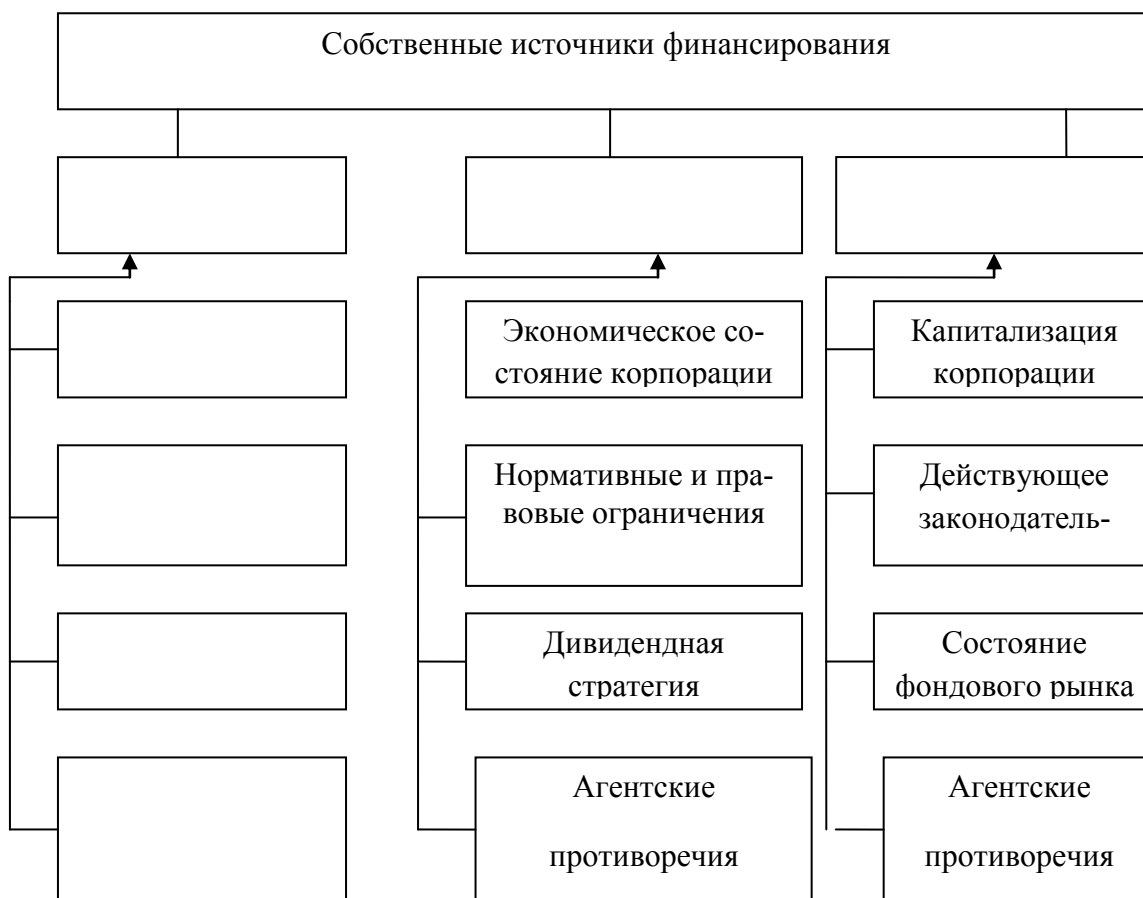 Собственные источники финансирования
Экономическое со-
стояние корпорации
Капитализация
корпорации
Нормативные и пра-
вовые ограничения
Действующее
законодатель-
Дивидендная
стратегия
Состояние
фондового рынка
Агентские
противоречия
Агентские
противоречия